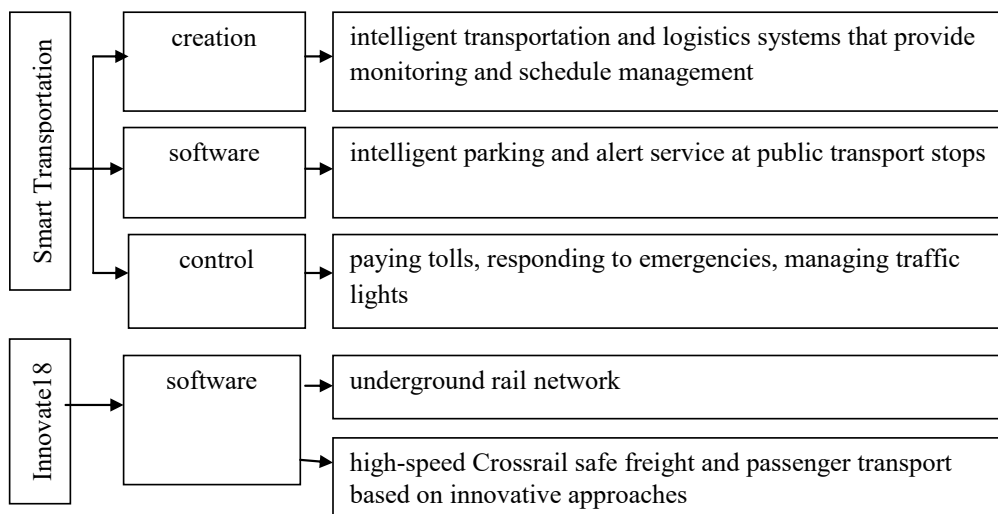 Smart Transportation
creation
intelligent transportation and logistics systems that provide
monitoring and schedule management
software
intelligent parking and alert service at public transport stops
control
paying tolls, responding to emergencies, managing traffic
lights
Innovate18
software
underground rail network
high-speed Crossrail safe freight and passenger transport
based on innovative approaches